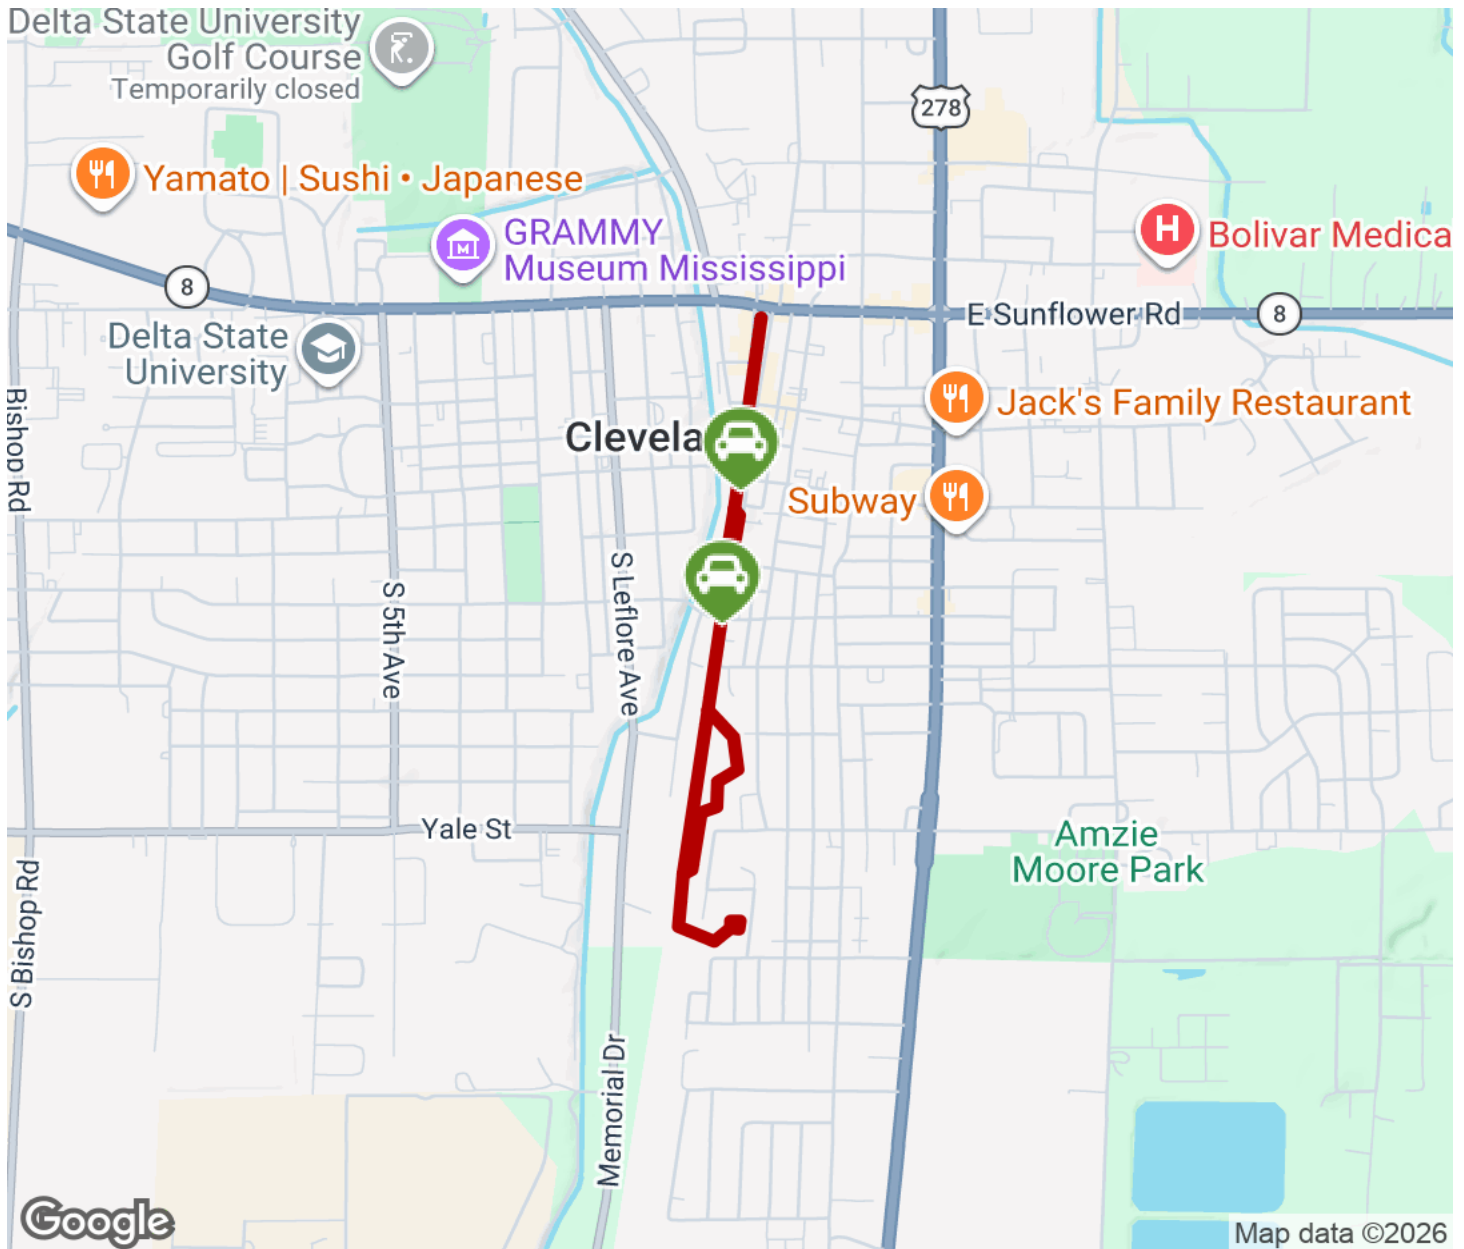 Delta State University
Golf Course
Temporarily closed
278
Yamato | Sushi • Japanese
GRAMMY
Museum Mississippi
H
Bolivar Medica
8
E Sunflower Rd
8
Delta State
University
Jack's Family Restaurant
Bishop Rd
Clevela
Subway
S 5th Ave
S Leflore Ave
Yale St
Amzie
Moore Park
S Bishop Rd
Memorial Dr
Google
Map data ©2026